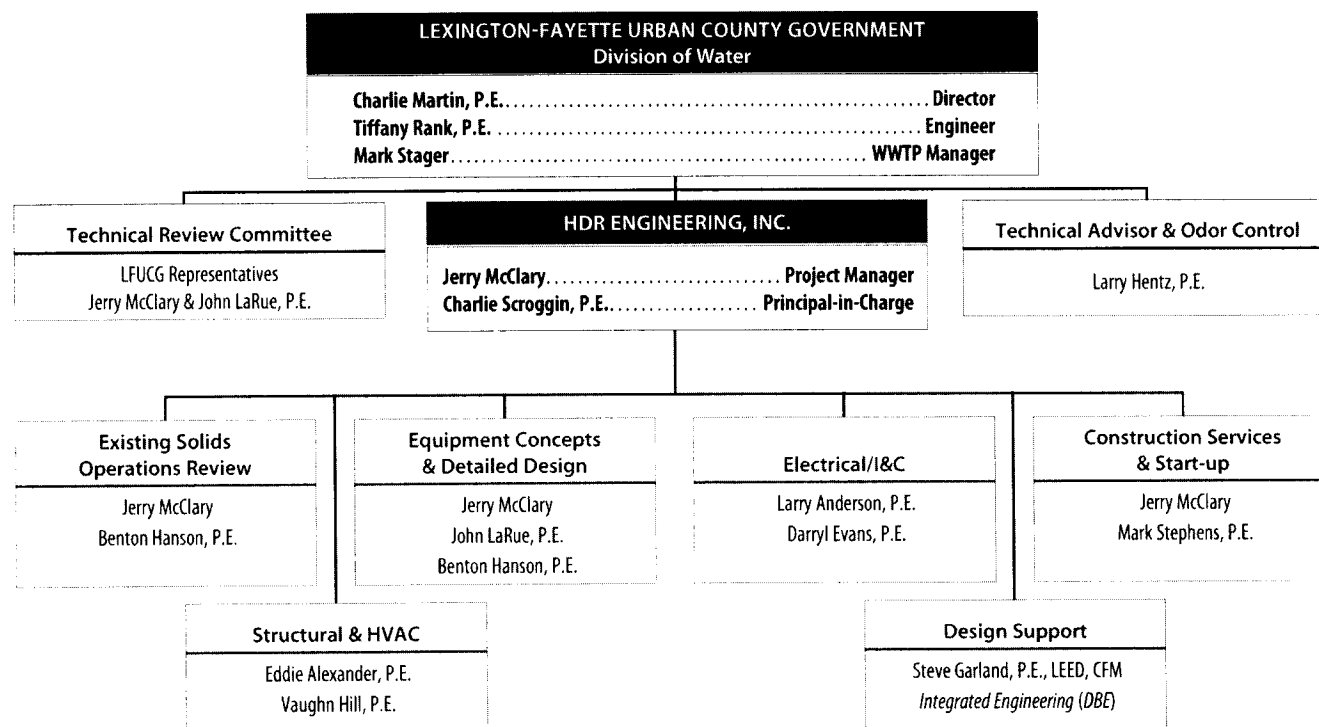 LEXINGTON-FAYETTE URBAN COUNTY GOVERNMENT
Division of Water
Charlie Martin, P.E. Director
Tiffany Rank, P.E. Engineer
Mark Stager WWTP Manager
Technical Review Committee
LFUCG Representatives
Jerry McClary & John LaRue, P.E.
HDR ENGINEERING, INC.
Jerry McClary Project Manager
Charlie Scroggin, P.E. Principal-in-Charge
Technical Advisor & Odor Control
Larry Hentz, P.E.
Existing Solids
Operations Review
Jerry McClary
Benton Hanson, P.E.
Equipment Concepts
& Detailed Design
Jerry McClary
John LaRue, P.E.
Benton Hanson, P.E.
Electrical/I&C
Larry Anderson, P.E.
Darryl Evans, P.E.
Construction Services
& Start-up
Jerry McClary
Mark Stephens, P.E.
Structural & HVAC
Eddie Alexander, P.E.
Vaughn Hill, P.E.
Design Support
Steve Garland, P.E., LEED, CFM
Integrated Engineering (DBE)